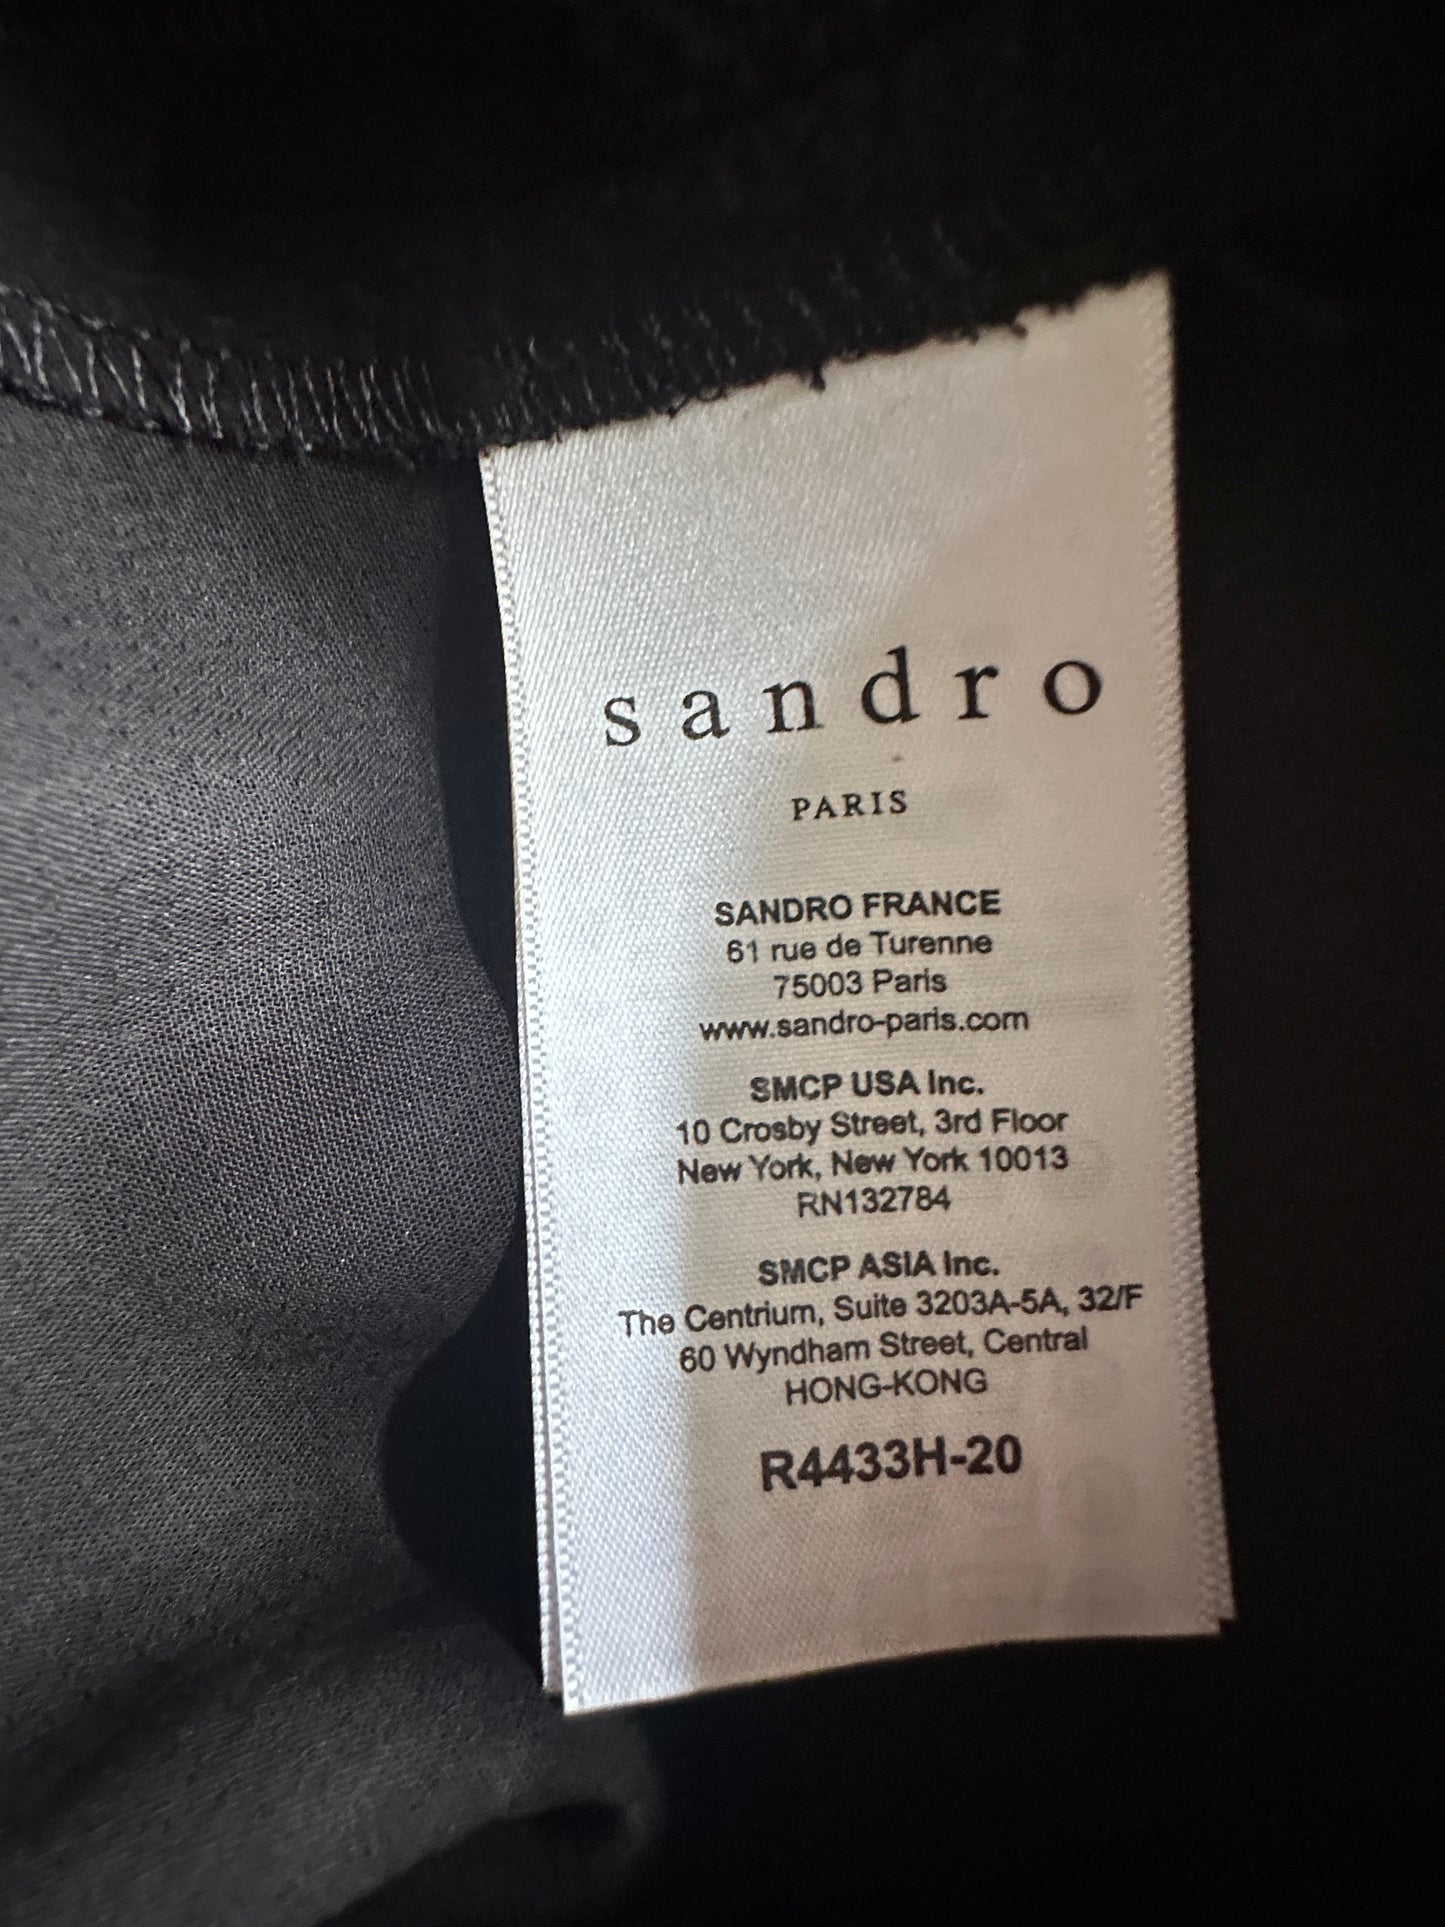 sandro
PARIS
SANDRO FRANCE
61 rue de Turenne
75003 Paris
www.sandro-paris.com
SMCP USA Inc.
10 Crosby Street, 3rd Floor
New York, New York 10013
RN132784
SMCP ASIA Inc.
The Centrium, Suite 3203A-5A, 32/F
60 Wyndham Street, Central
HONG-KONG
R4433H-20